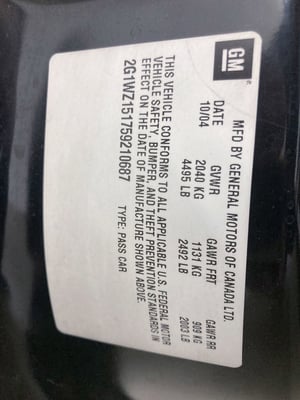 GM
MFD BY GENERAL MOTORS OF CANADA LTD.
DATE GVWR GAWR FRT GAWR RR
10/04 2040 KG 1131 KG 909 KG
4495 LB 2492 LB 2003 LB
THIS VEHICLE CONFORMS TO ALL APPLICABLE U.S. FEDERAL MOTOR
VEHICLE SAFETY, BUMPER, AND THEFT PREVENTION STANDARDS IN
EFFECT ON THE DATE OF MANUFACTURE SHOWN ABOVE.
2G1WZ151759210687 TYPE: PASS CAR